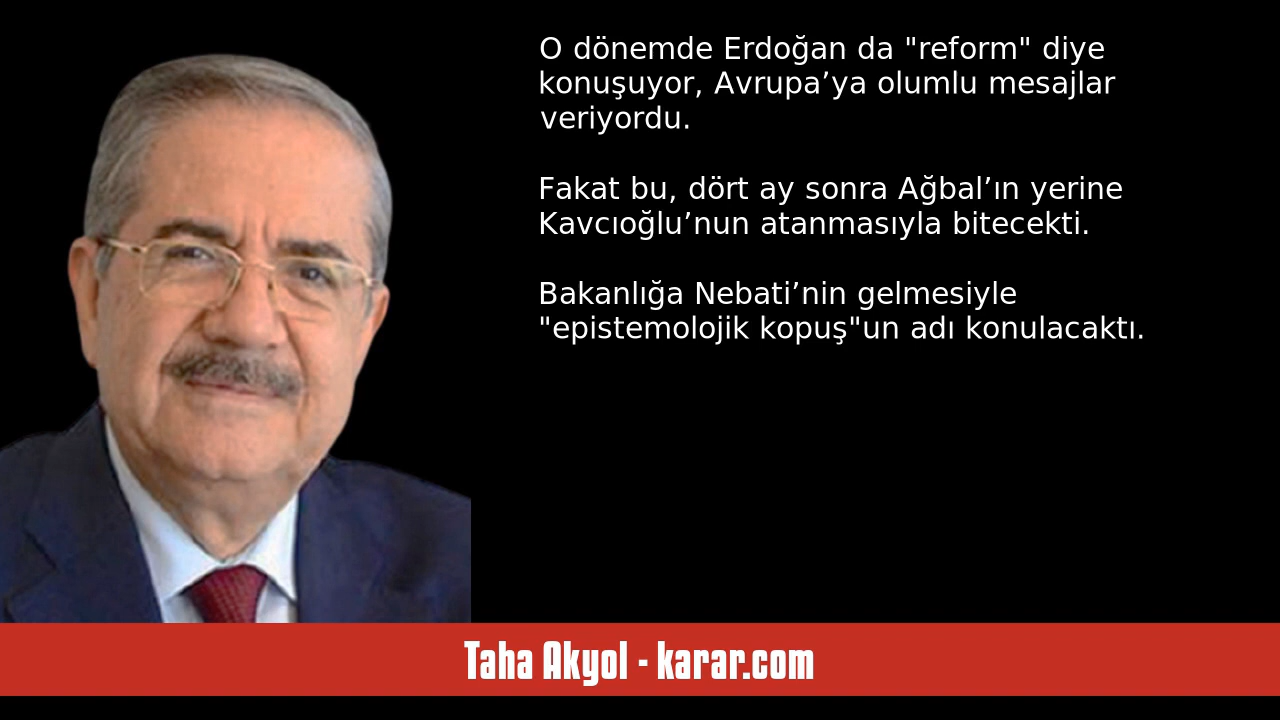 O dönemde Erdoğan da "reform" diye
konuşuyor, Avrupa’ya olumlu mesajlar
veriyordu.
Fakat bu, dört ay sonra Ağbal’ın yerine
Kavcıoğlu’nun atanmasıyla bitecekti.
Bakanlığa Nebati’nin gelmesiyle
"epistemolojik kopuş"un adı konulacaktı.
Taha Akyol - karar.com